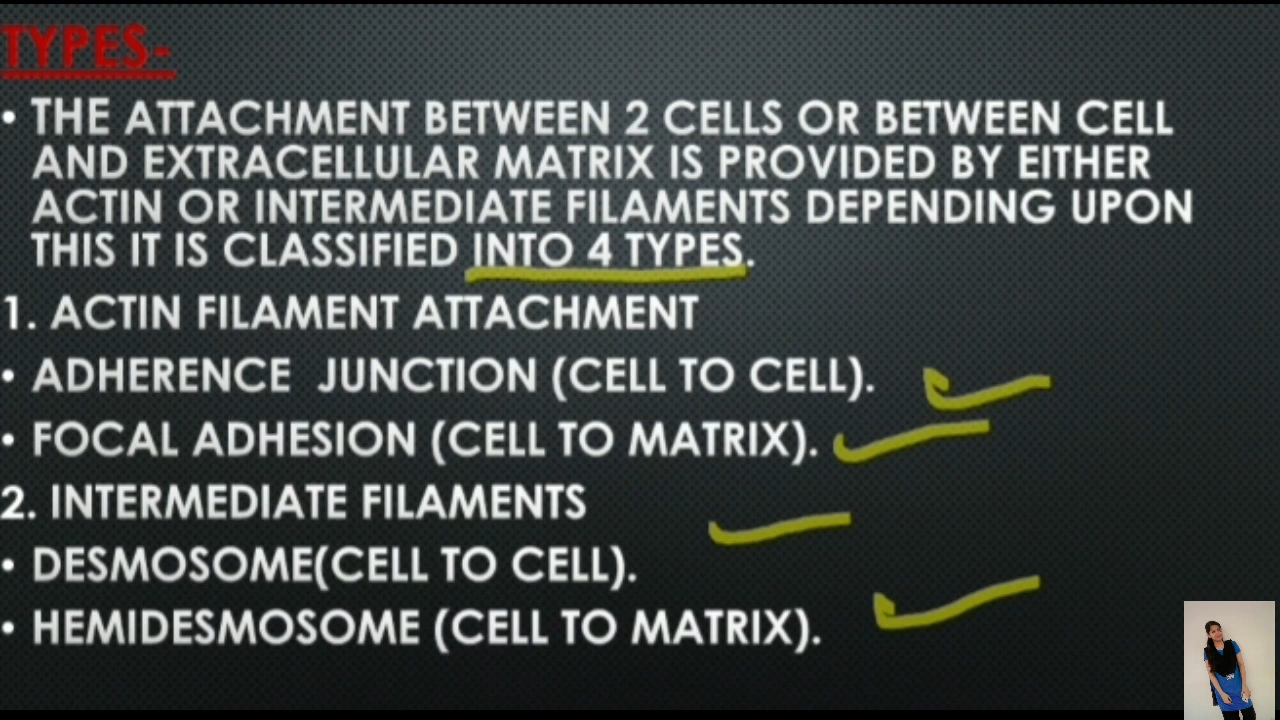 TYPES-
• THE ATTACHMENT BETWEEN 2 CELLS OR BETWEEN CELL
AND EXTRACELLULAR MATRIX IS PROVIDED BY EITHER
ACTIN OR INTERMEDIATE FILAMENTS DEPENDING UPON
THIS IT IS CLASSIFIED INTO 4 TYPES.
1. ACTIN FILAMENT ATTACHMENT
• ADHERENCE JUNCTION (CELL TO CELL).
• FOCAL ADHESION (CELL TO MATRIX).
2. INTERMEDIATE FILAMENTS
• DESMOSOME(CELL TO CELL).
• HEMIDESMOSOME (CELL TO MATRIX).